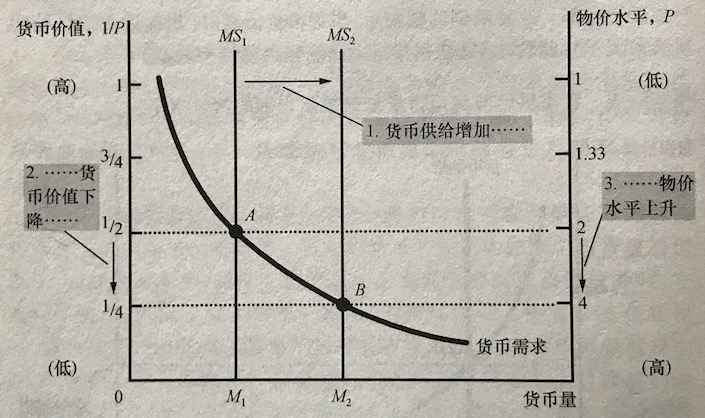 货币价值，1/P
MS₁
MS₂
物价水平，P
(高)
1
1
(低)
1. 货币供给增加……
3/4
1.33
2. ……货
币价值下
降……
3. ……物价
水平上升
A
1/2
2
B
1/4
4
货币需求
(低)
(高)
0
M₁
M₂
货币量